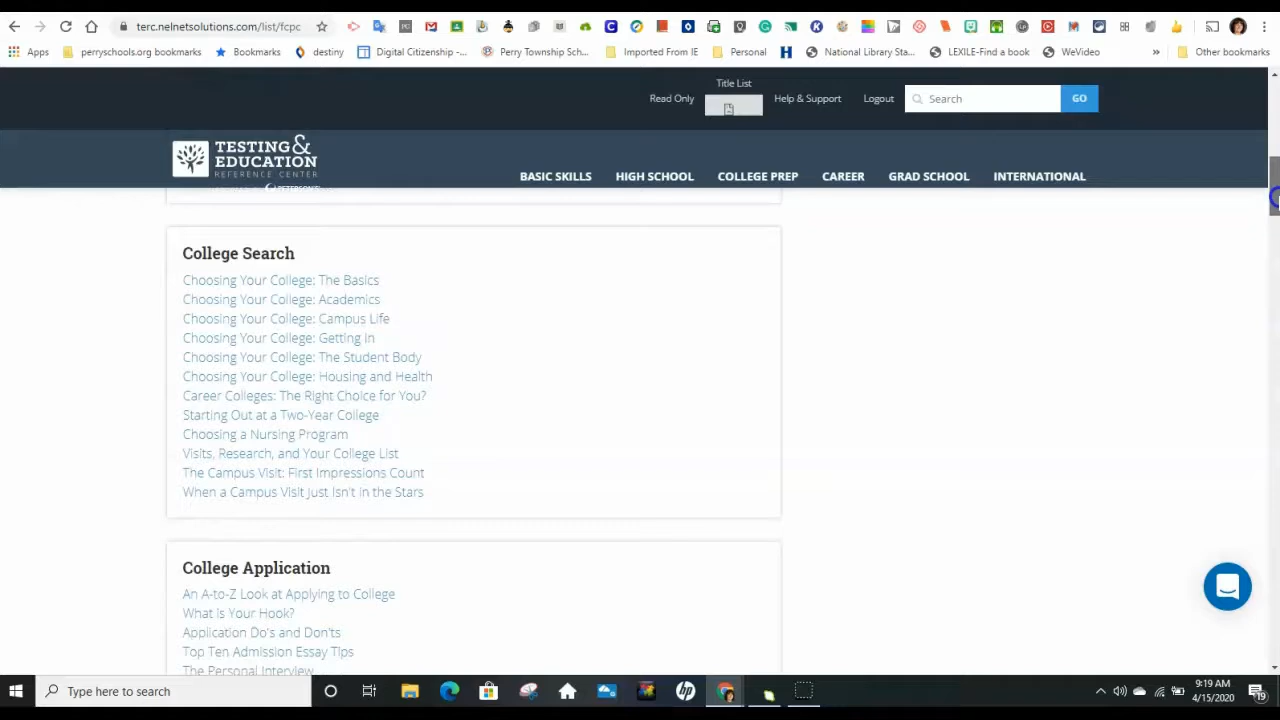 terc.nelnetsolutions.com/list/fcpc
Apps
perryschools.org bookmarks
Bookmarks
destiny
Digital Citizenship -...
Perry Township Sch...
Imported From IE
Personal
National Library Sta...
LEXILE-Find a book
WeVideo
»
Other bookmarks
Title List
Read Only
Help & Support
Logout
Search
GO
TESTING &
EDUCATION
REFERENCE CENTER
BASIC SKILLS
HIGH SCHOOL
COLLEGE PREP
CAREER
GRAD SCHOOL
INTERNATIONAL
College Search
Choosing Your College: The Basics
Choosing Your College: Academics
Choosing Your College: Campus Life
Choosing Your College: Getting In
Choosing Your College: The Student Body
Choosing Your College: Housing and Health
Career Colleges: The Right Choice for You?
Starting Out at a Two-Year College
Choosing a Nursing Program
Visits, Research, and Your College List
The Campus Visit: First Impressions Count
When a Campus Visit Just Isn't in the Stars
College Application
An A-to-Z Look at Applying to College
What Is Your Hook?
Application Do's and Don'ts
Top Ten Admission Essay Tips
The Personal Interview
Type here to search
hp
9:19 AM
4/15/2020
19